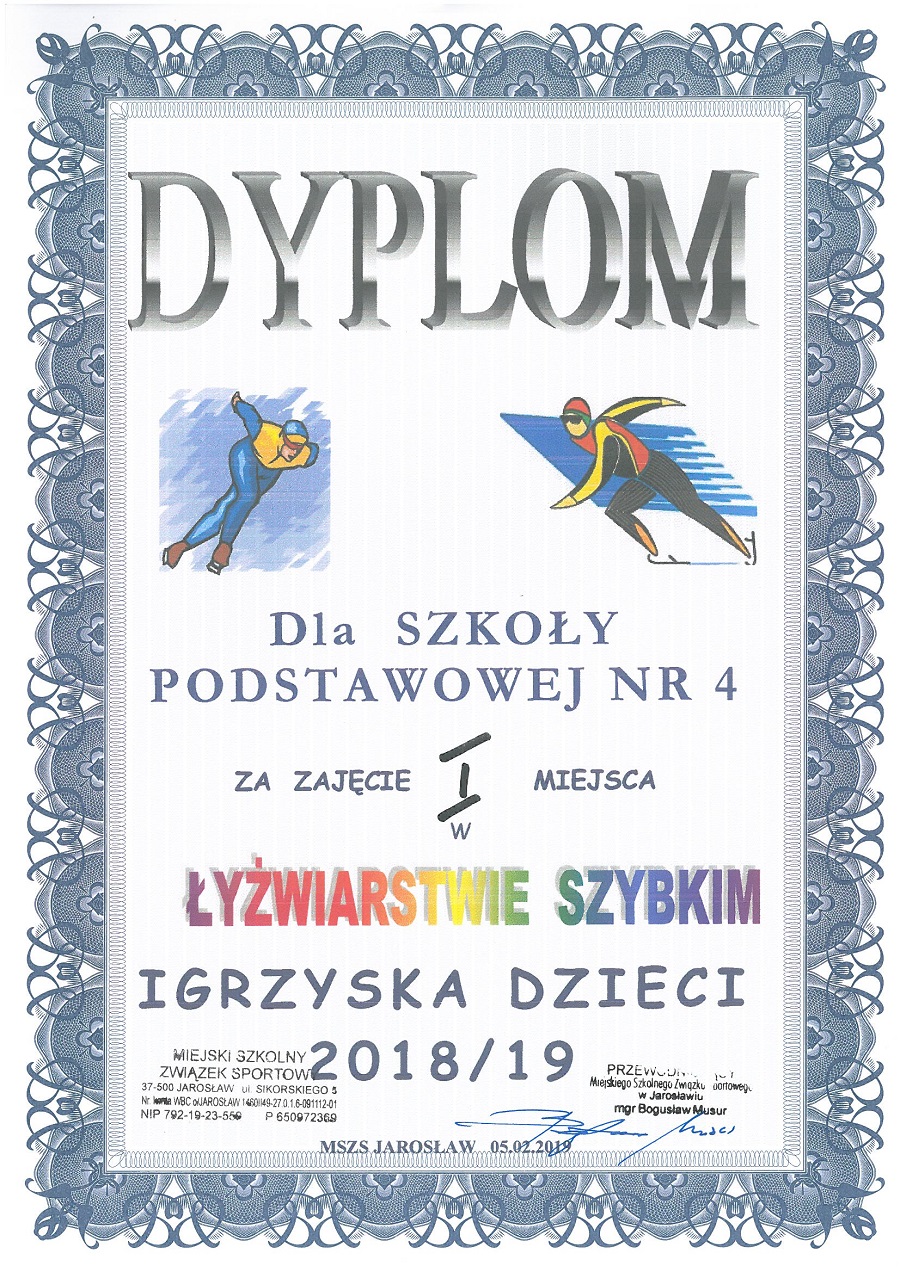 DYPLOM
Dla SZKOŁY
PODSTAWOWEJ NR 4
ZA ZAJĘCIE I MIEJSCA
W
ŁYŻWIARSTWIE SZYBKIM
IGRZYSKA DZIECI
2018/19
MIEJSKI SZKOLNY
ZWIĄZEK SPORTOWY
37-500 JAROSŁAW ul. SIKORSKIEGO 5
NIP 792-19-23-559 P 650972369
Miejskiego Szkolnego
w Jarosławiu
mgr Bogusław Musur
MSZS JAROSŁAW 05.02.2019